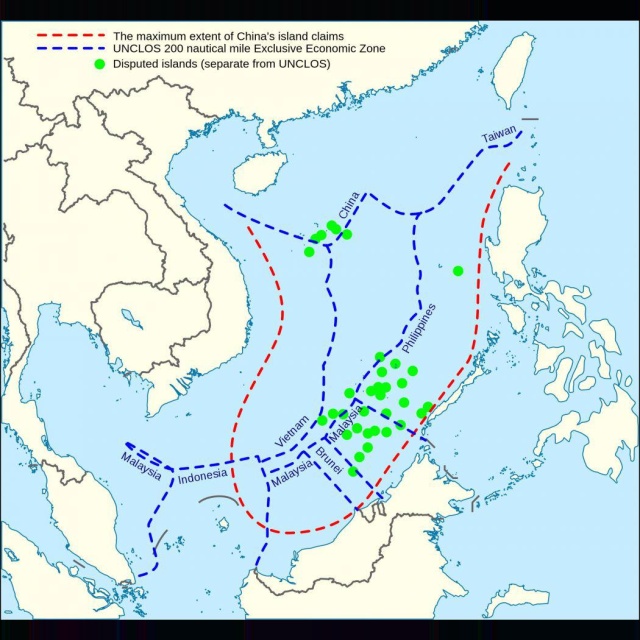 The maximum extent of China's island claims
UNCLOS 200 nautical mile Exclusive Economic Zone
Disputed islands (separate from UNCLOS)
Taiwan
China
Philippines
Vietnam
Malaysia
Malaysia
Indonesia
Malaysia
Brunei